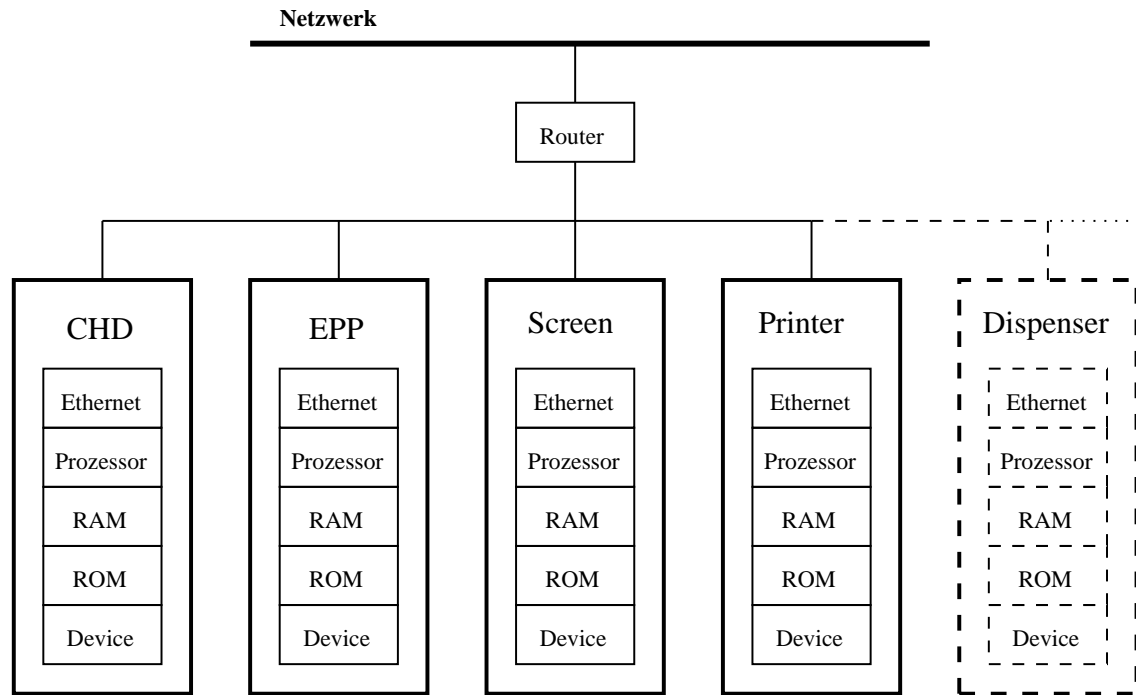 Netzwerk
Router
CHD
Ethernet
Prozessor
RAM
ROM
Device
EPP
Ethernet
Prozessor
RAM
ROM
Device
Screen
Ethernet
Prozessor
RAM
ROM
Device
Printer
Ethernet
Prozessor
RAM
ROM
Device
Dispenser
Ethernet
Prozessor
RAM
ROM
Device